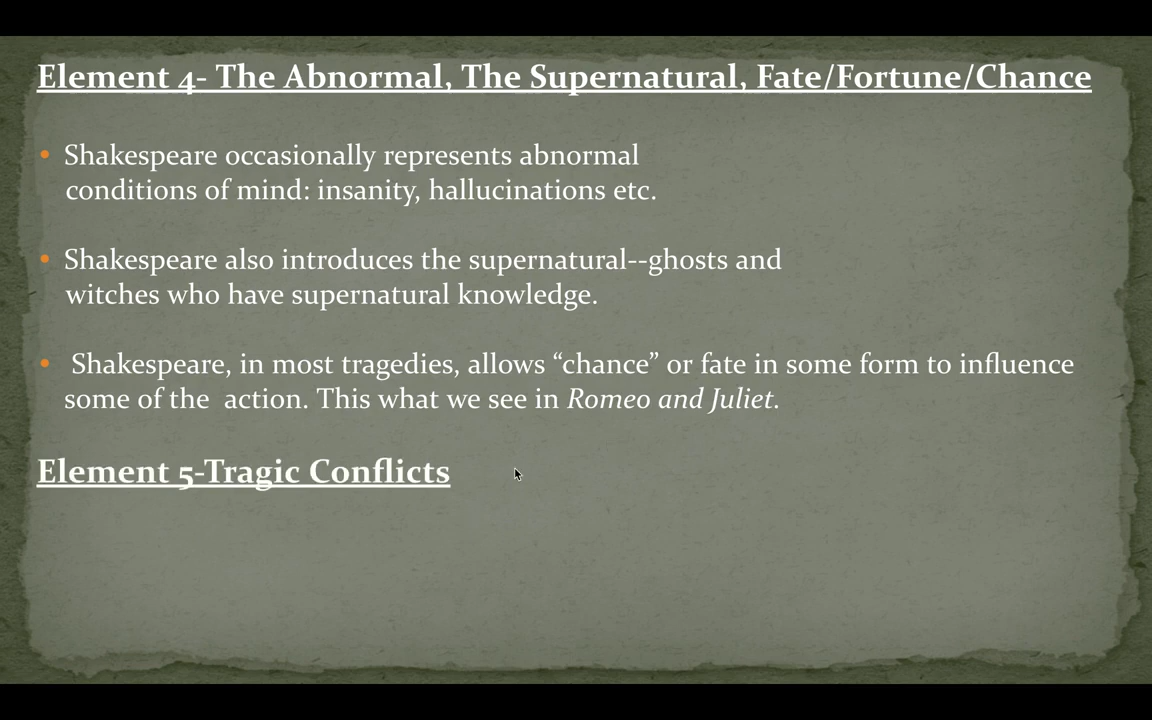 Element 4- The Abnormal, The Supernatural, Fate/Fortune/Chance
• Shakespeare occasionally represents abnormal
conditions of mind: insanity, hallucinations etc.
• Shakespeare also introduces the supernatural--ghosts and
witches who have supernatural knowledge.
• Shakespeare, in most tragedies, allows “chance” or fate in some form to influence
some of the action. This what we see in Romeo and Juliet.
Element 5-Tragic Conflicts